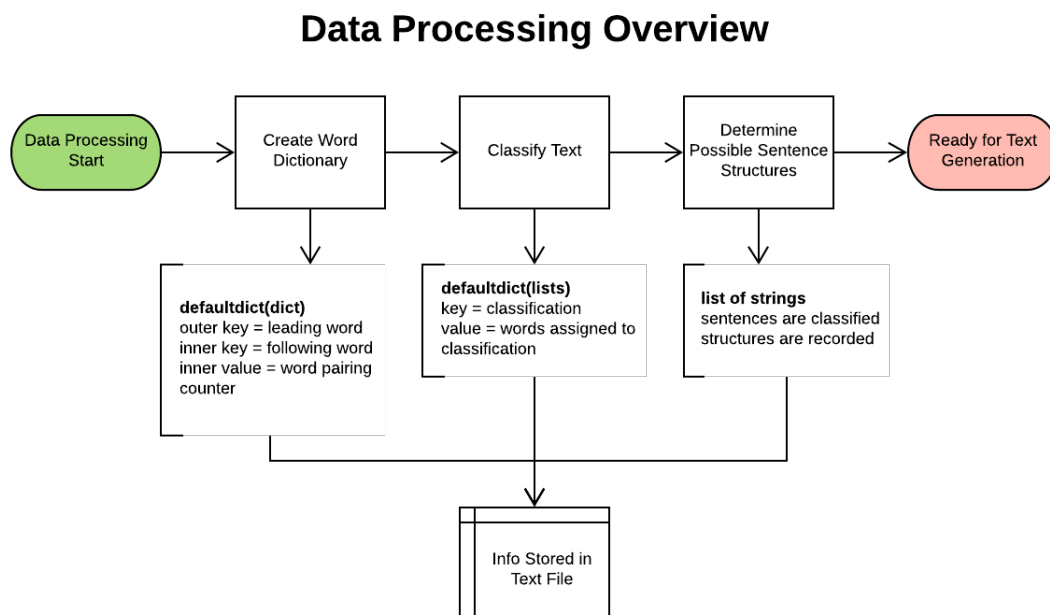 Data Processing Overview
Data Processing
Start
Create Word
Dictionary
Classify Text
Determine
Possible Sentence
Structures
Ready for Text
Generation
defaultdict(dict)
outer key = leading word
inner key = following word
inner value = word pairing
counter
defaultdict(lists)
key = classification
value = words assigned to
classification
list of strings
sentences are classified
structures are recorded
Info Stored in
Text File